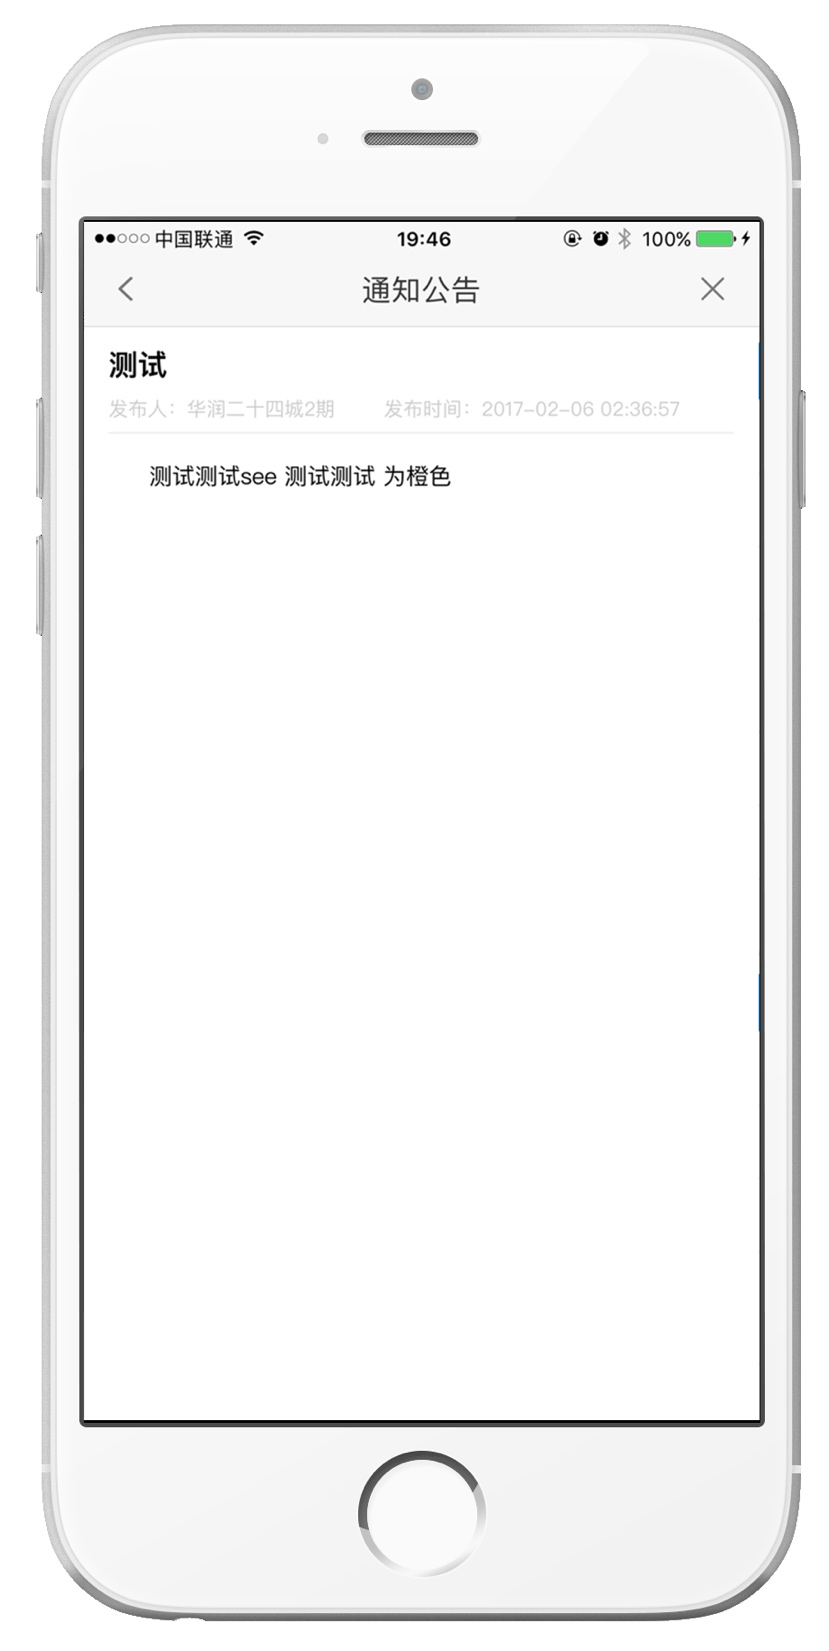 中国联通 19:46 100%
通知公告
测试
发布人：华润二十四城2期 发布时间：2017-02-06 02:36:57
测试测试see 测试测试 为橙色